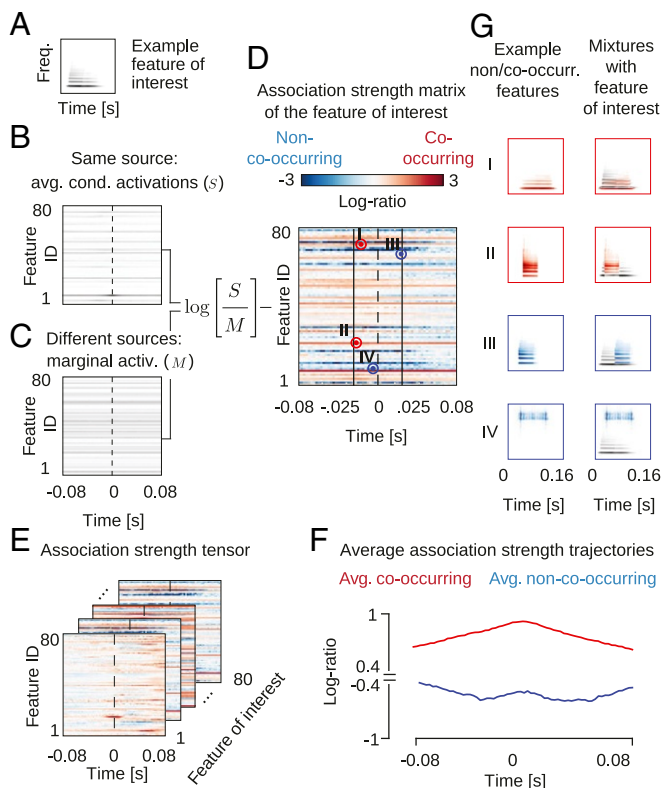 A
Example
feature of
interest
Freq.
Time [s]
B
Same source:
avg. cond. activations (S)
80
Feature
ID
1
C
Different sources:
marginal activ. (M)
80
Feature
ID
1
-0.08 0 0.08
Time [s]
log [S/M]
D
Association strength matrix
of the feature of interest
Non-
co-occurring
Co-
occurring
-3 3
Log-ratio
80
Feature ID
1
I
III
II
IV
-0.08 -.025 0 0.08
Time [s]
E
Association strength tensor
80
Feature ID
1
-0.08 0 0.08
Time [s]
...
...
1
80
Feature of interest
F
Average association strength trajectories
Avg. co-occurring Avg. non-co-occurring
1
0.4
-0.4
-1
Log-ratio
-0.08 0 0.08
Time [s]
G
Example
non/co-occurr.
features
Mixtures
with
feature
of interest
I
II
III
IV
0 0.16 0 0.16
Time [s] Time [s]